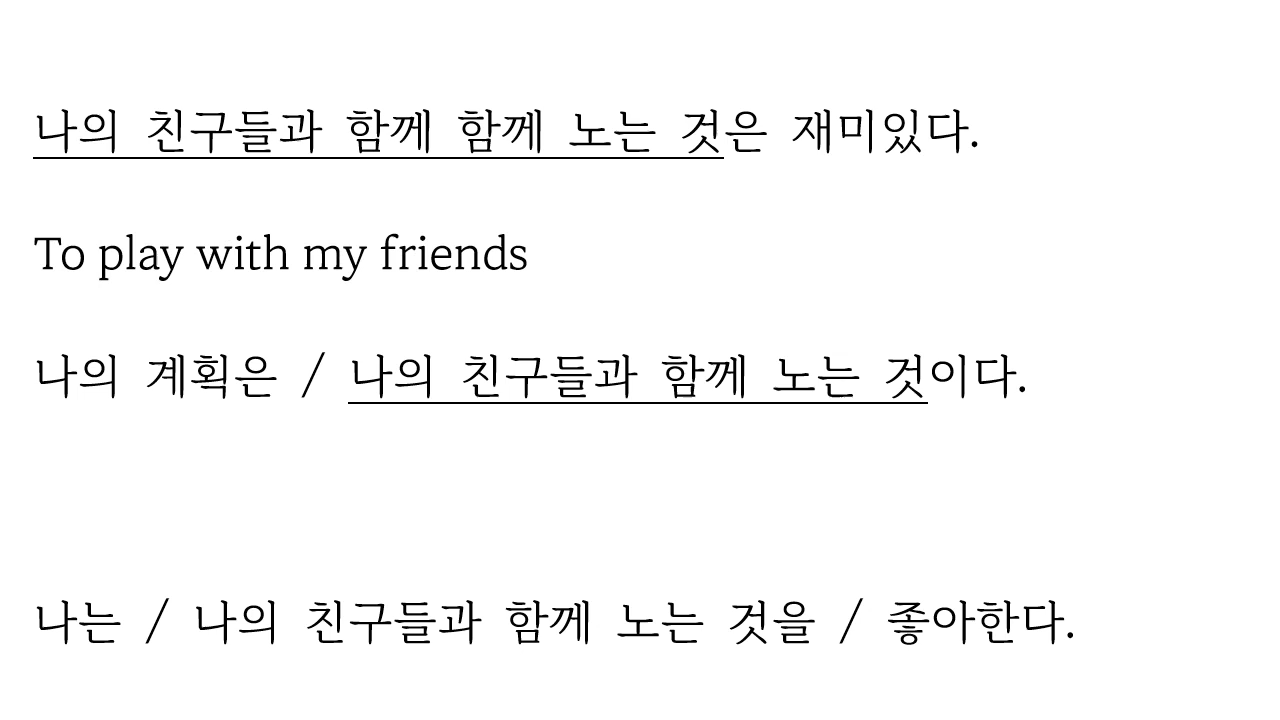 나의 친구들과 함께 함께 노는 것은 재미있다.
To play with my friends
나의 계획은 / 나의 친구들과 함께 노는 것이다.
나는 / 나의 친구들과 함께 노는 것을 / 좋아한다.